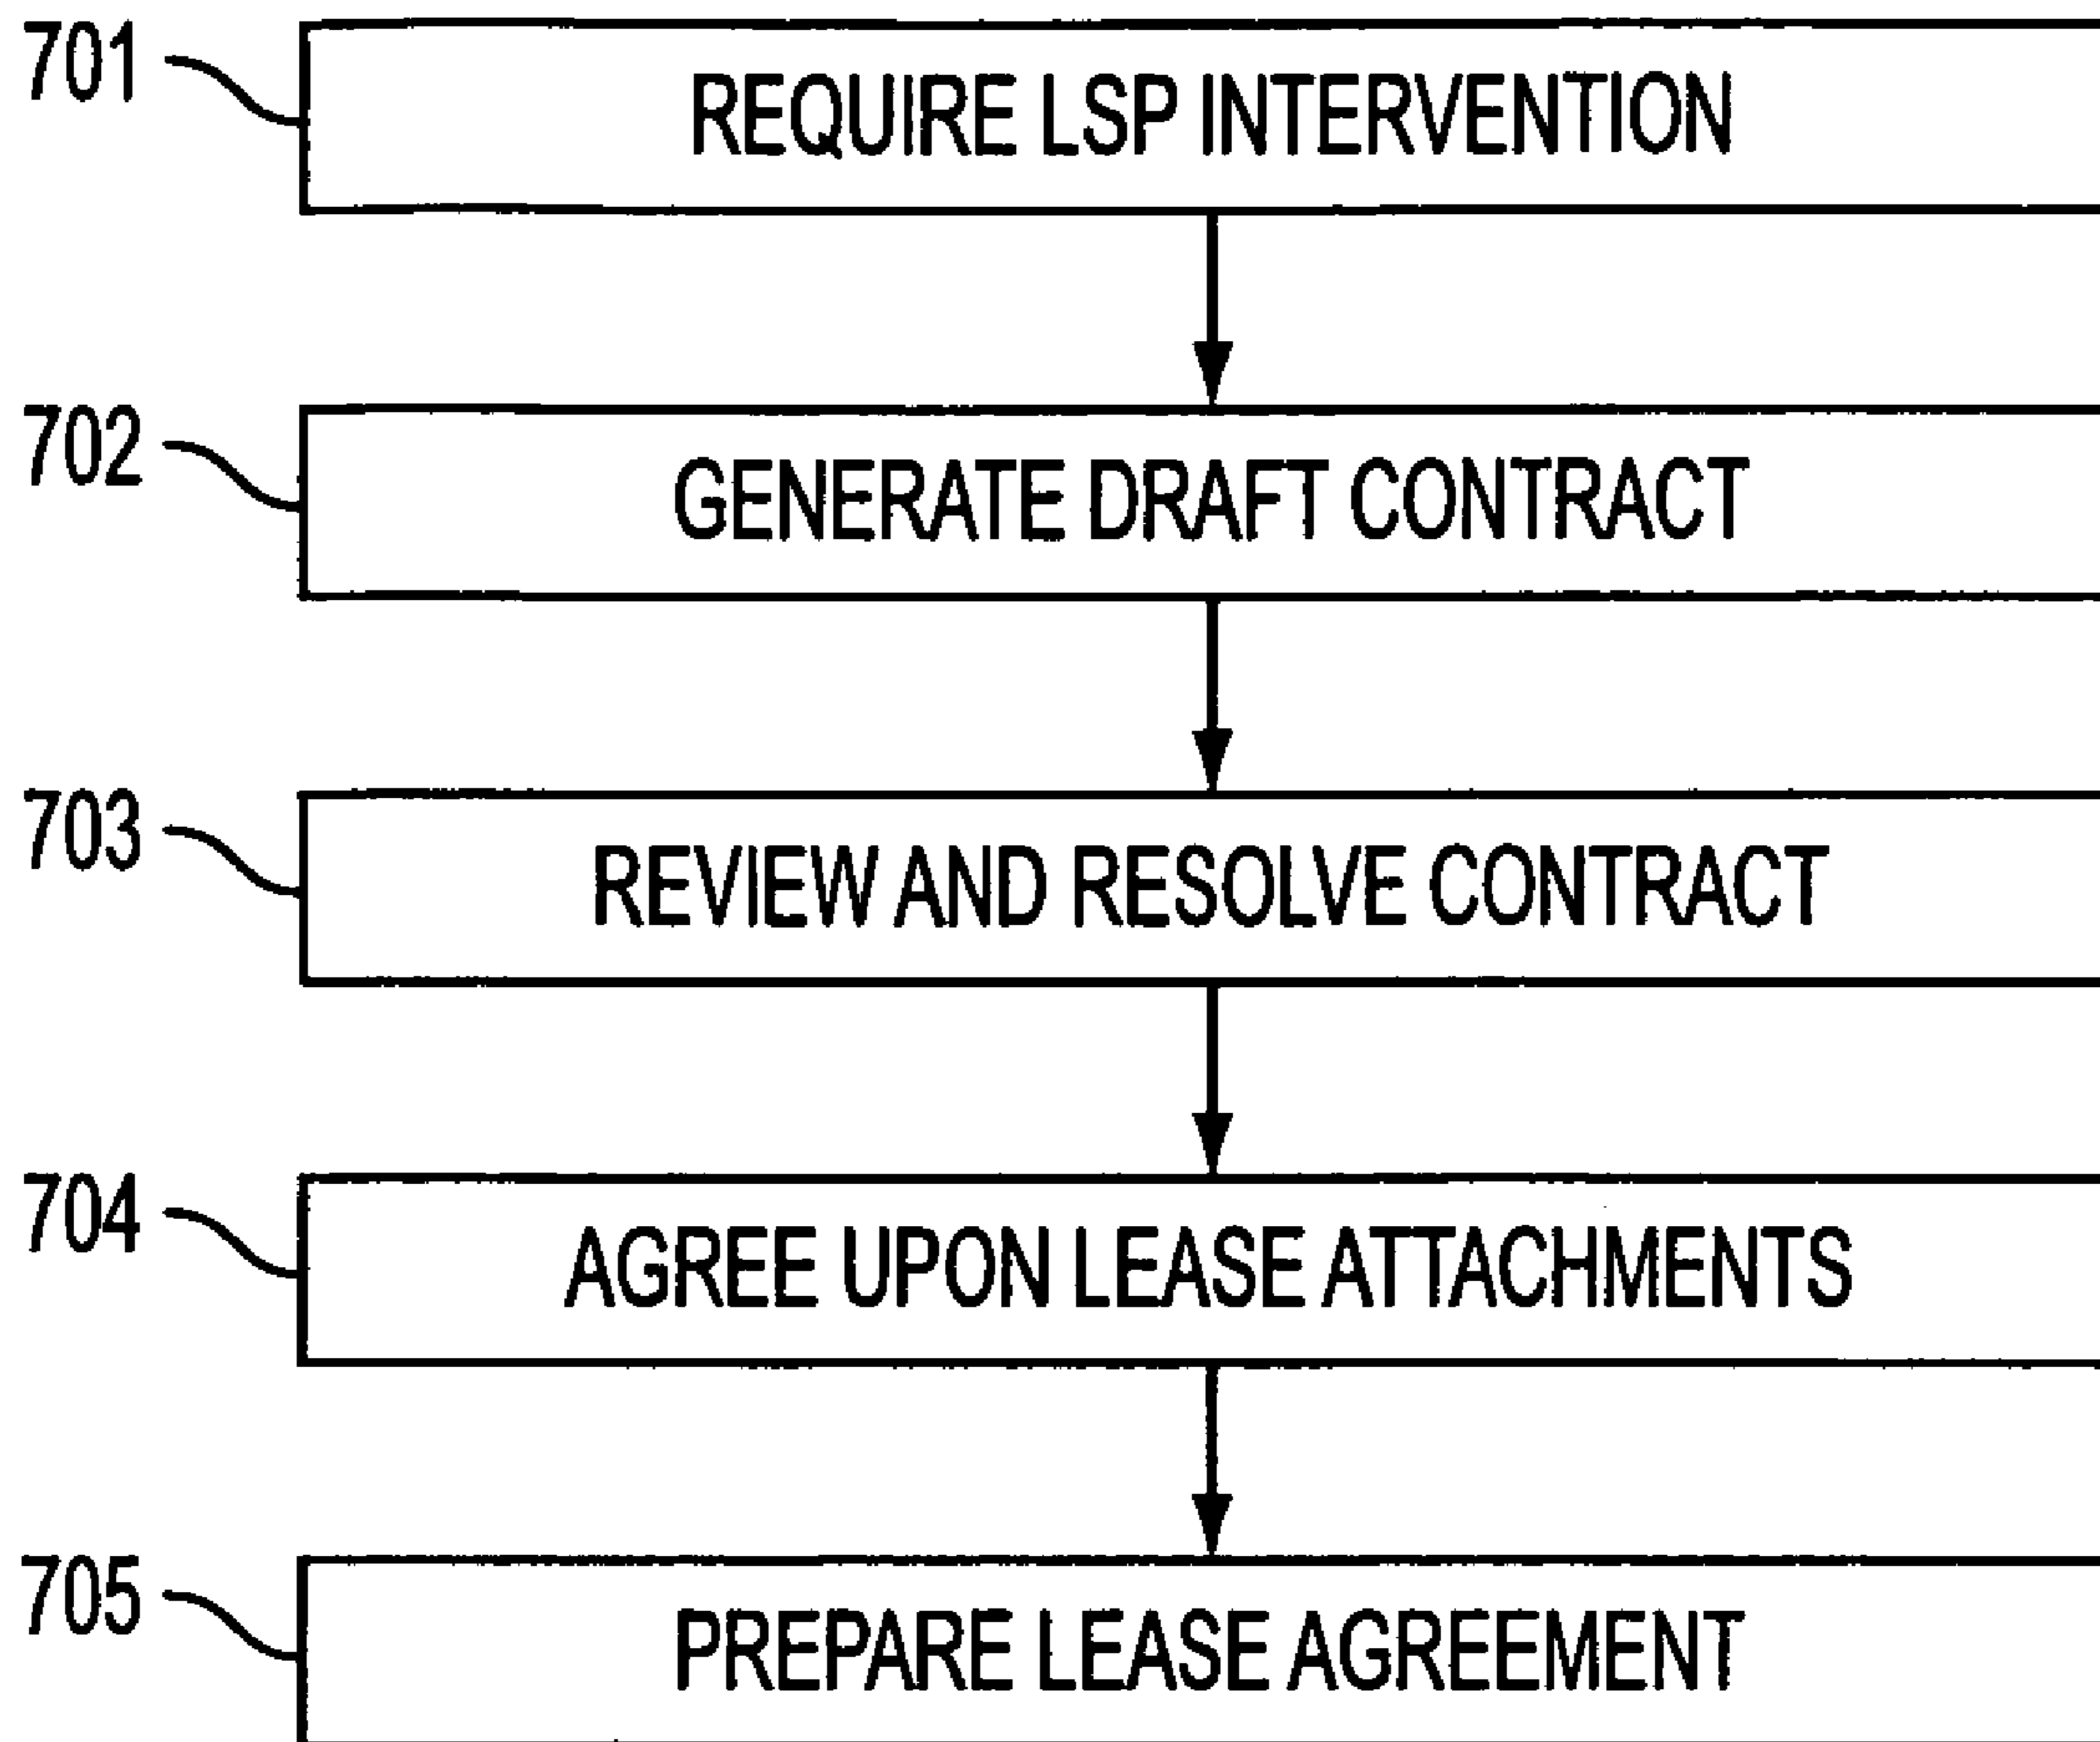 701 REQUIRE LSP INTERVENTION
702 GENERATE DRAFT CONTRACT
703 REVIEW AND RESOLVE CONTRACT
704 AGREE UPON LEASE ATTACHMENTS
705 PREPARE LEASE AGREEMENT